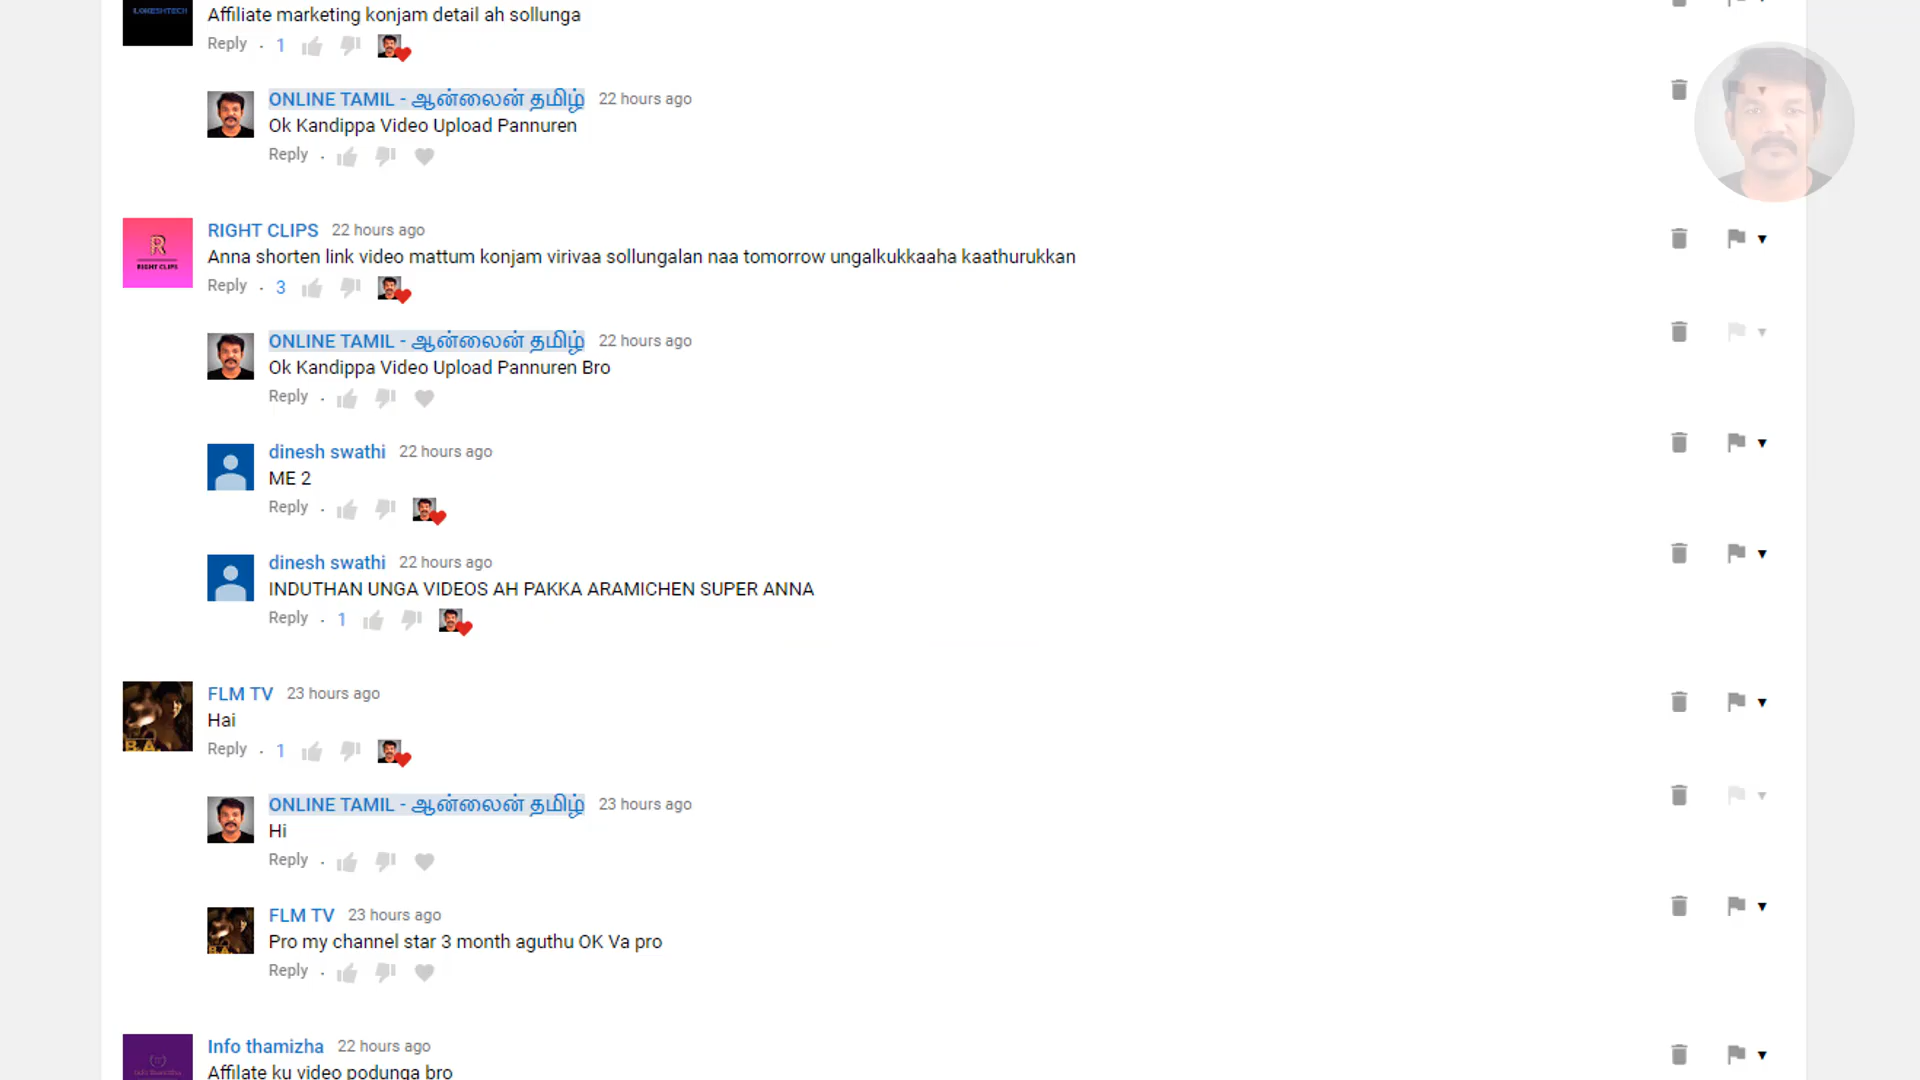 ILOKESHTECH
Affiliate marketing konjam detail ah sollunga
Reply . 1
ONLINE TAMIL - ஆன்லைன் தமிழ் 22 hours ago
Ok Kandippa Video Upload Pannuren
Reply .
RIGHT CLIPS 22 hours ago
R
RIGHT CLIPS
Anna shorten link video mattum konjam virivaa sollungalan naa tomorrow ungalkukkaaha kaathurukkan
Reply . 3
ONLINE TAMIL - ஆன்லைன் தமிழ் 22 hours ago
Ok Kandippa Video Upload Pannuren Bro
Reply .
dinesh swathi 22 hours ago
ME 2
Reply .
dinesh swathi 22 hours ago
INDUTHAN UNGA VIDEOS AH PAKKA ARAMICHEN SUPER ANNA
Reply . 1
FLM TV 23 hours ago
Hai
B.A.
Reply . 1
ONLINE TAMIL - ஆன்லைன் தமிழ் 23 hours ago
Hi
Reply .
FLM TV 23 hours ago
Pro my channel star 3 month aguthu OK Va pro
B.A.
Reply .
Info thamizha 22 hours ago
Affilate ku video podunga bro